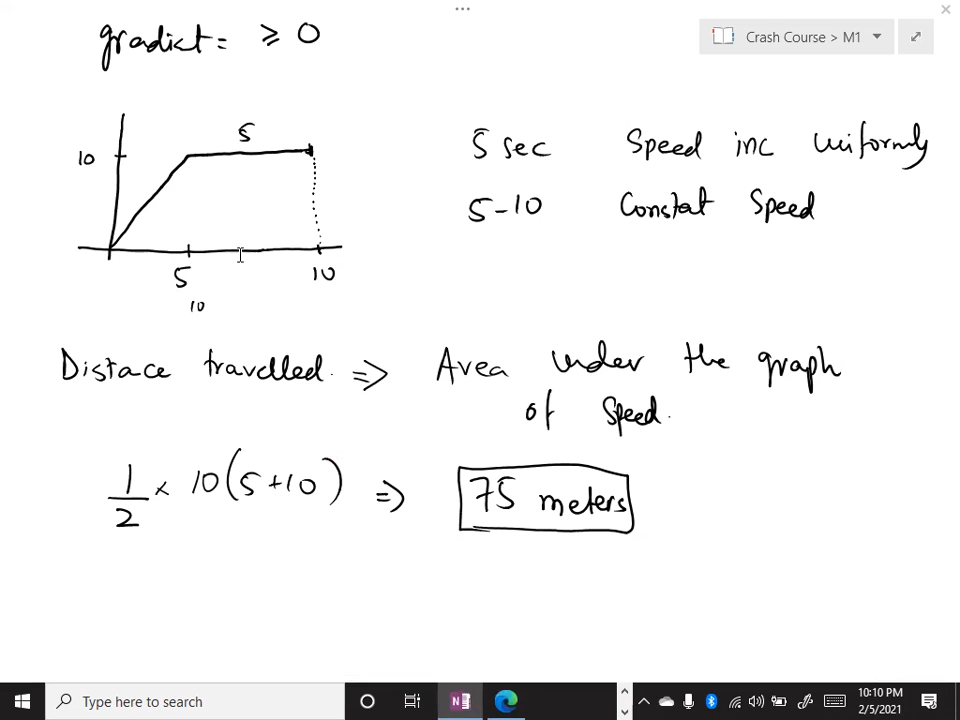 gradict = ≥ 0
Crash Course > M1
5
10
5 sec Speed inc uniformly
5-10 Constat Speed
5 10
10
Distace travelled. ⇒ Area under the graph
of Speed.
1/2 × 10(5+10) ⇒ 75 meters
Type here to search
10:10 PM
2/5/2021